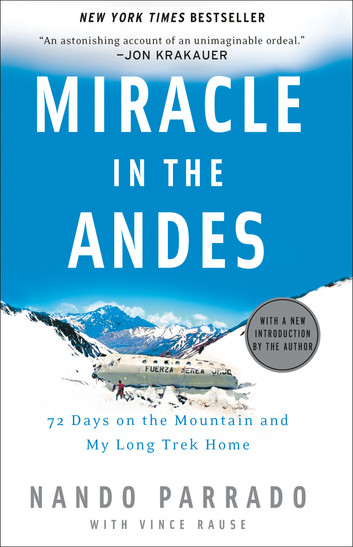 NEW YORK TIMES BESTSELLER
“An astonishing account of an unimaginable ordeal.”
—JON KRAKAUER
MIRACLE
IN THE
ANDES
WITH A NEW
INTRODUCTION
BY THE AUTHOR
FUERZA AEREA URUG
72 Days on the Mountain and
My Long Trek Home
NANDO PARRADO
WITH VINCE RAUSE